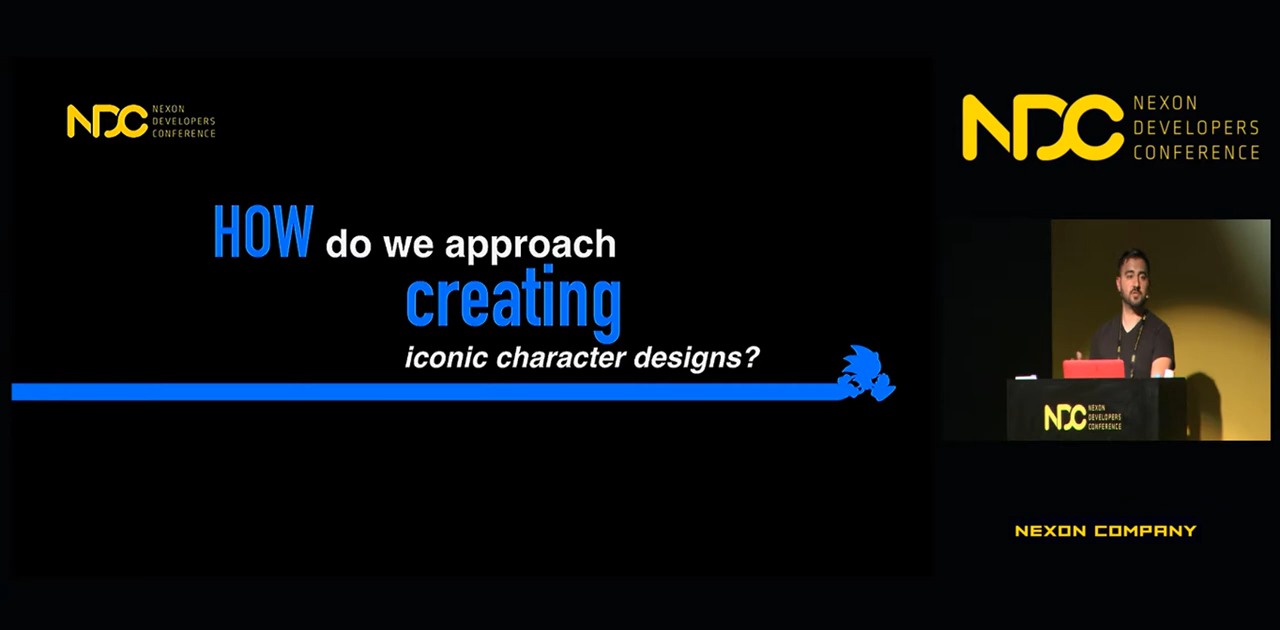 NDC NEXON
DEVELOPERS
CONFERENCE
HOW do we approach
creating
iconic character designs?
NDC NEXON
DEVELOPERS
CONFERENCE
NDC NEXON
DEVELOPERS
CONFERENCE
NEXON COMPANY